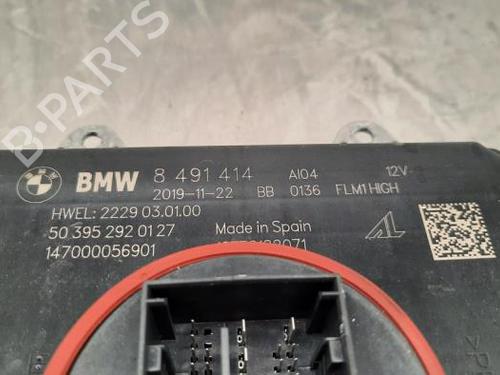 B-PARTS
BMW 8 491 414 AI04 12V
2019-11-22 BB 0136 FLM1 HIGH
HWEL: 2229 03.01.00
50 395 292 01 27 Made in Spain
147000056901